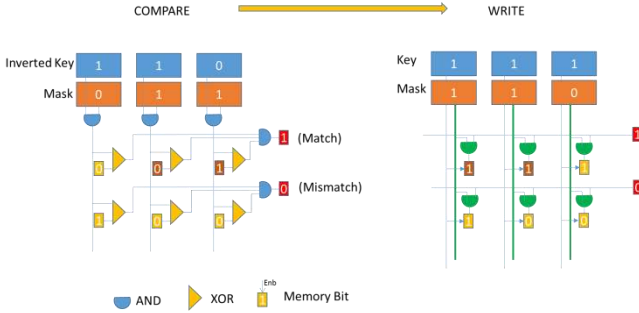 COMPARE
WRITE
Inverted Key 1 1 0
Mask 0 1 1
1 (Match)
0 0 1
0 (Mismatch)
1 0 0
Key 1 1 1
Mask 1 1 0
1
1 1 1
0
1 0 0
AND
XOR
Enb
1 Memory Bit